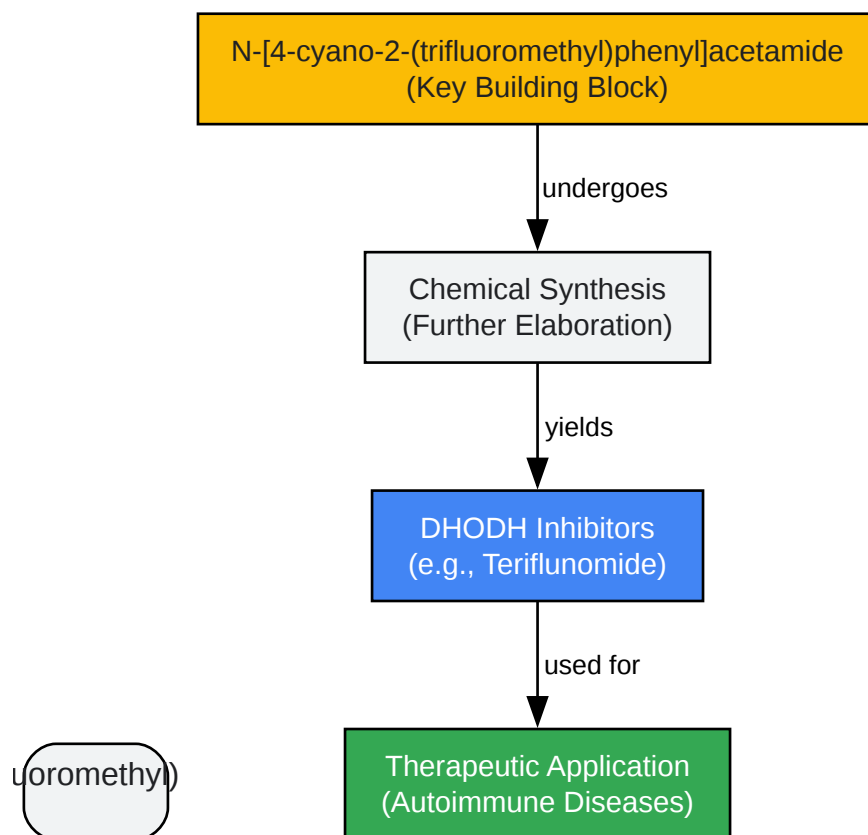 N-[4-cyano-2-(trifluoromethyl)phenyl]acetamide
(Key Building Block)
undergoes
Chemical Synthesis
(Further Elaboration)
yields
DHODH Inhibitors
(e.g., Teriflunomide)
used for
Therapeutic Application
(Autoimmune Diseases)
uoromethyl)